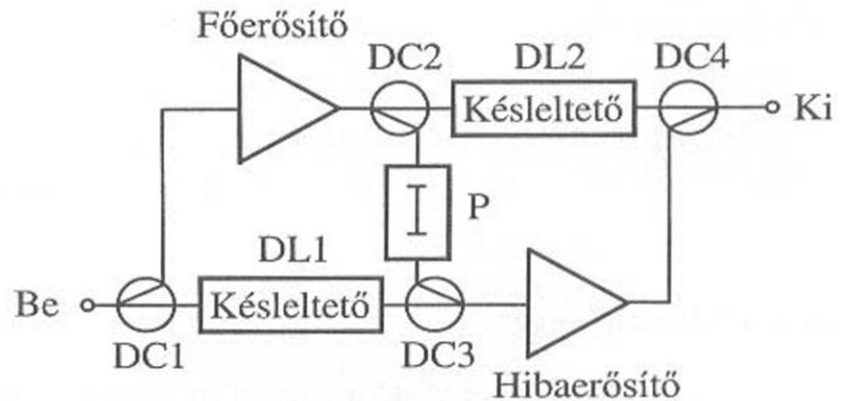 Főerősítő
DC2
DL2
DC4
Késleltető
Ki
P
DL1
Be
Késleltető
DC1
DC3
Hibaerősítő